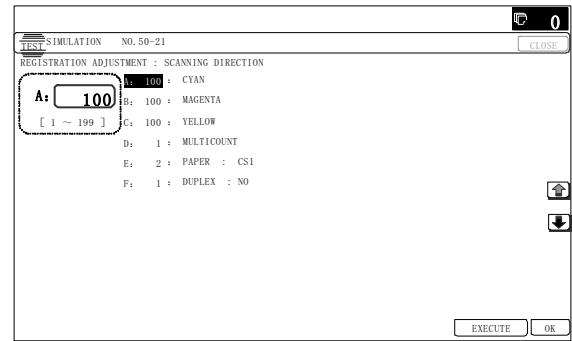 0
TEST SIMULATION NO. 50-21
CLOSE
REGISTRATION ADJUSTMENT : SCANNING DIRECTION
A: 100
[ 1 ~ 199 ]
A: 100 : CYAN
B: 100 : MAGENTA
C: 100 : YELLOW
D: 1 : MULTICOUNT
E: 2 : PAPER : CS1
F: 1 : DUPLEX : NO
EXECUTE OK